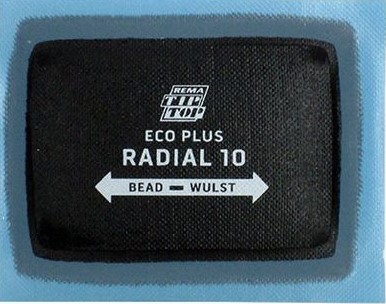 REMA
TIP
TOP
ECO PLUS
RADIAL 10
BEAD - WULST